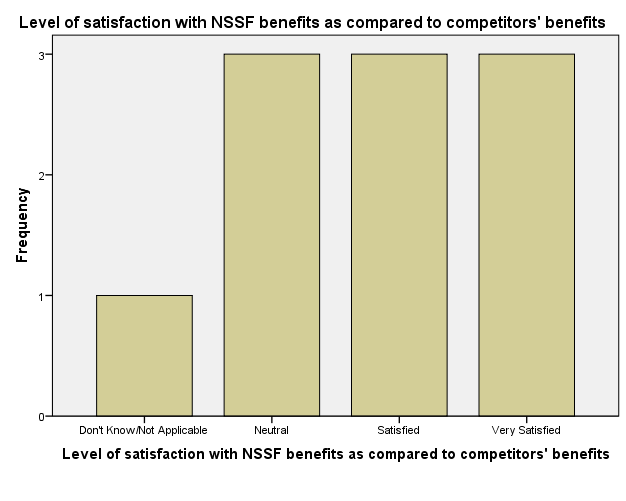 Level of satisfaction with NSSF benefits as compared to competitors' benefits
3
2
1
0
Frequency
Don't Know/Not Applicable
Neutral
Satisfied
Very Satisfied
Level of satisfaction with NSSF benefits as compared to competitors' benefits